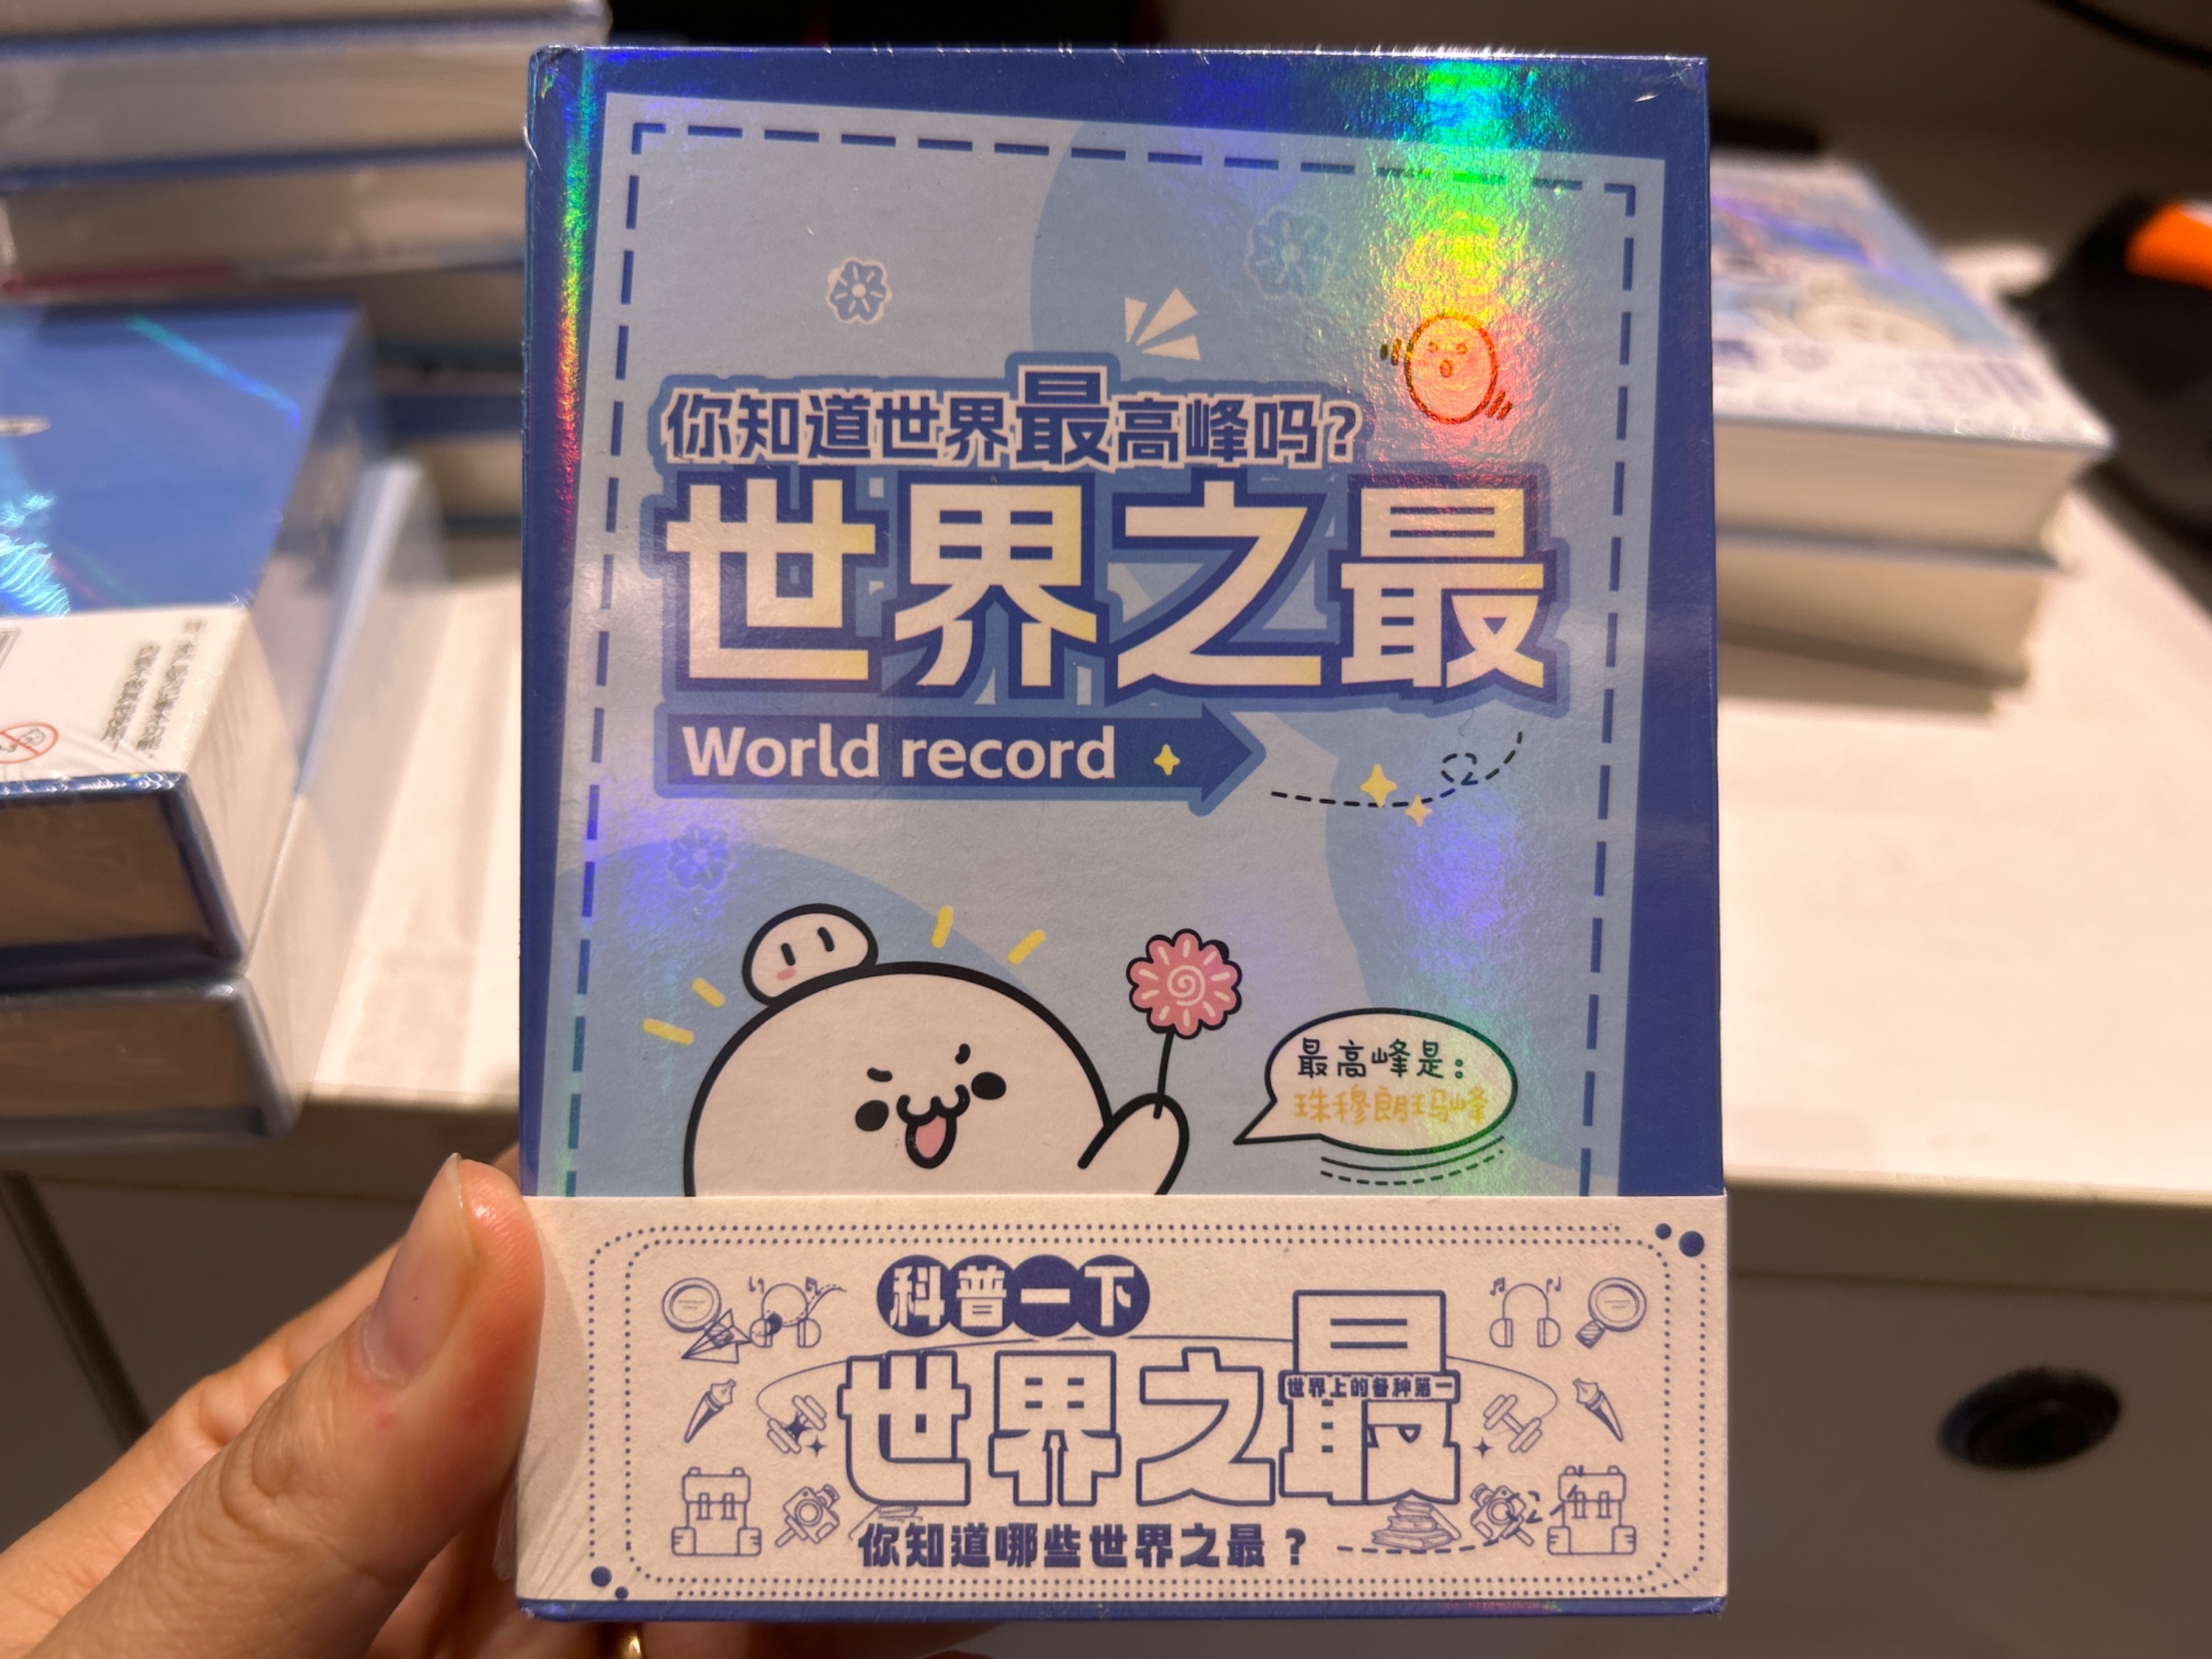 你知道世界最高峰吗?
世界之最
World record
最高峰是:
珠穆朗玛峰
科普一下
世界之最
世界上的各种第一
你知道哪些世界之最?